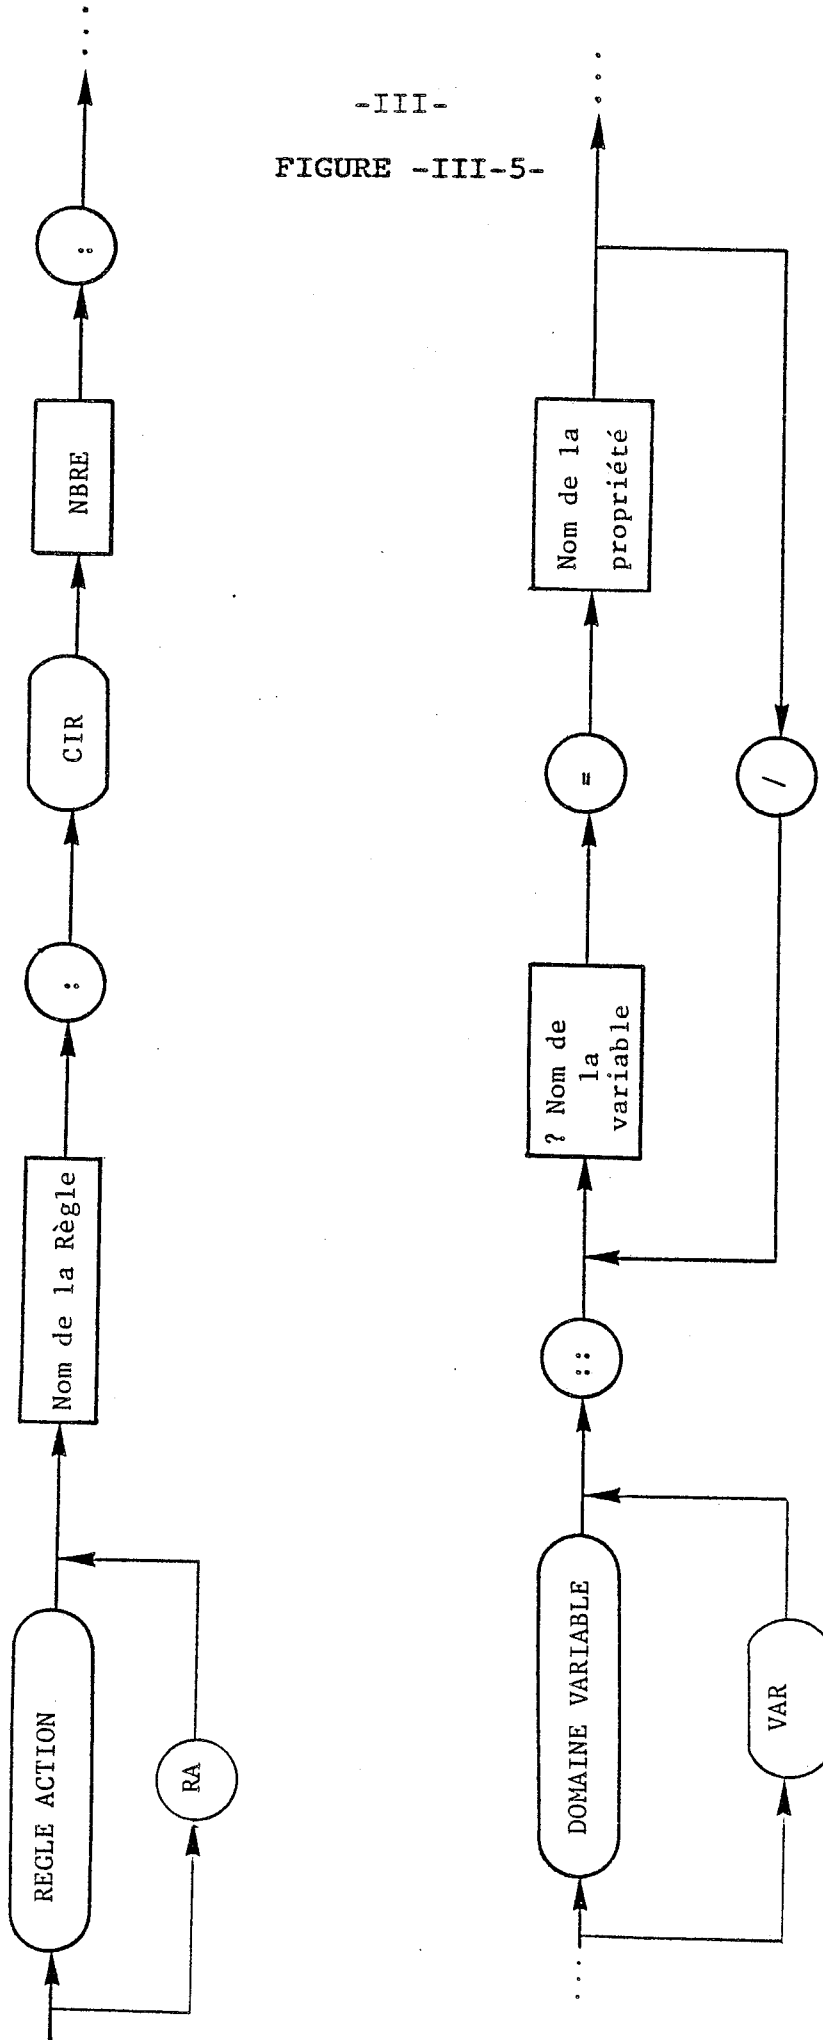 -III-
FIGURE -III-5-
REGLE ACTION
RA
Nom de la Règle
:
CIR
NBRE
:
...
....
DOMAINE VARIABLE
VAR
::
? Nom de
la
variable
=
Nom de la
propriété
/
...